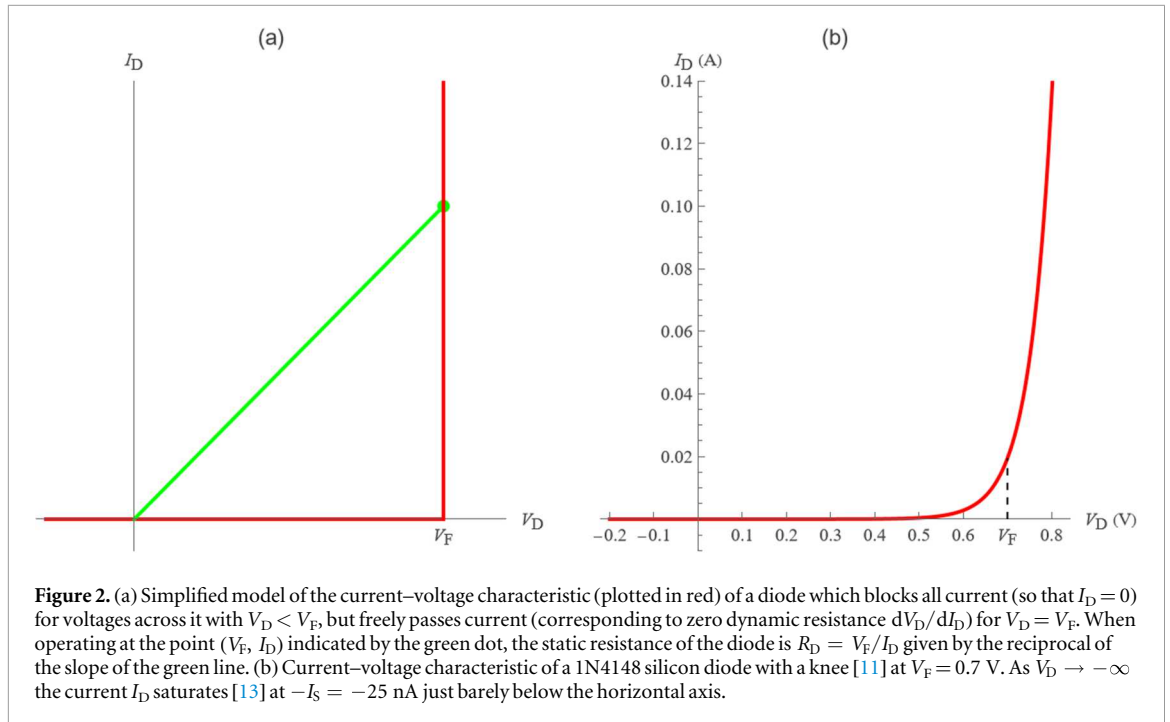 (a)
I_D
V_F
V_D
(b)
I_D (A)
0.14
0.12
0.10
0.08
0.06
0.04
0.02
−0.2 −0.1 0.1 0.2 0.3 0.4 0.5 0.6 V_F 0.8
V_D (V)
Figure 2. (a) Simplified model of the current–voltage characteristic (plotted in red) of a diode which blocks all current (so that I_D = 0)
for voltages across it with V_D < V_F, but freely passes current (corresponding to zero dynamic resistance dV_D/dI_D) for V_D = V_F. When
operating at the point (V_F, I_D) indicated by the green dot, the static resistance of the diode is R_D = V_F/I_D given by the reciprocal of
the slope of the green line. (b) Current–voltage characteristic of a 1N4148 silicon diode with a knee [11] at V_F = 0.7 V. As V_D → −∞
the current I_D saturates [13] at −I_S = −25 nA just barely below the horizontal axis.